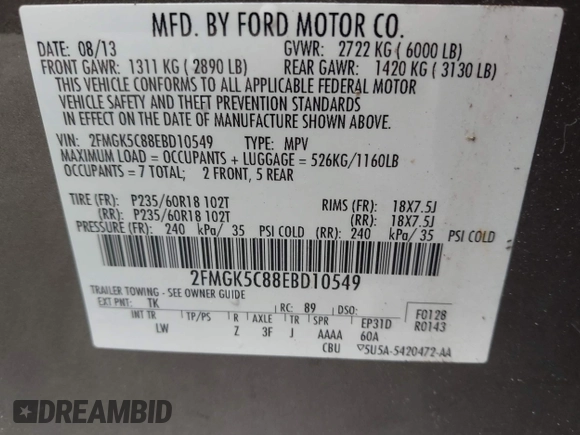 MFD. BY FORD MOTOR CO.
DATE: 08/13 GVWR: 2722 KG ( 6000 LB)
FRONT GAWR: 1311 KG ( 2890 LB) REAR GAWR: 1420 KG ( 3130 LB)
THIS VEHICLE CONFORMS TO ALL APPLICABLE FEDERAL MOTOR
VEHICLE SAFETY AND THEFT PREVENTION STANDARDS
IN EFFECT ON THE DATE OF MANUFACTURE SHOWN ABOVE.
VIN: 2FMGK5C88EBD10549 TYPE: MPV
MAXIMUM LOAD = OCCUPANTS + LUGGAGE = 526KG/1160LB
OCCUPANTS = 7 TOTAL; 2 FRONT, 5 REAR
TIRE (FR): P235/60R18 102T RIMS (FR): 18X7.5J
(RR): P235/60R18 102T (RR): 18X7.5J
PRESSURE (FR): 240 kPa/ 35 PSI COLD (RR): 240 kPa/ 35 PSI COLD
2FMGK5C88EBD10549
TRAILER TOWING - SEE OWNER GUIDE
EXT PNT: TK RC: 89 DSO: F0128
INT TR TP/PS R AXLE TR SPR EP31D R0143
LW Z 3F J AAAA 60A
CBU 5U5A-5420472-AA
DREAMBID